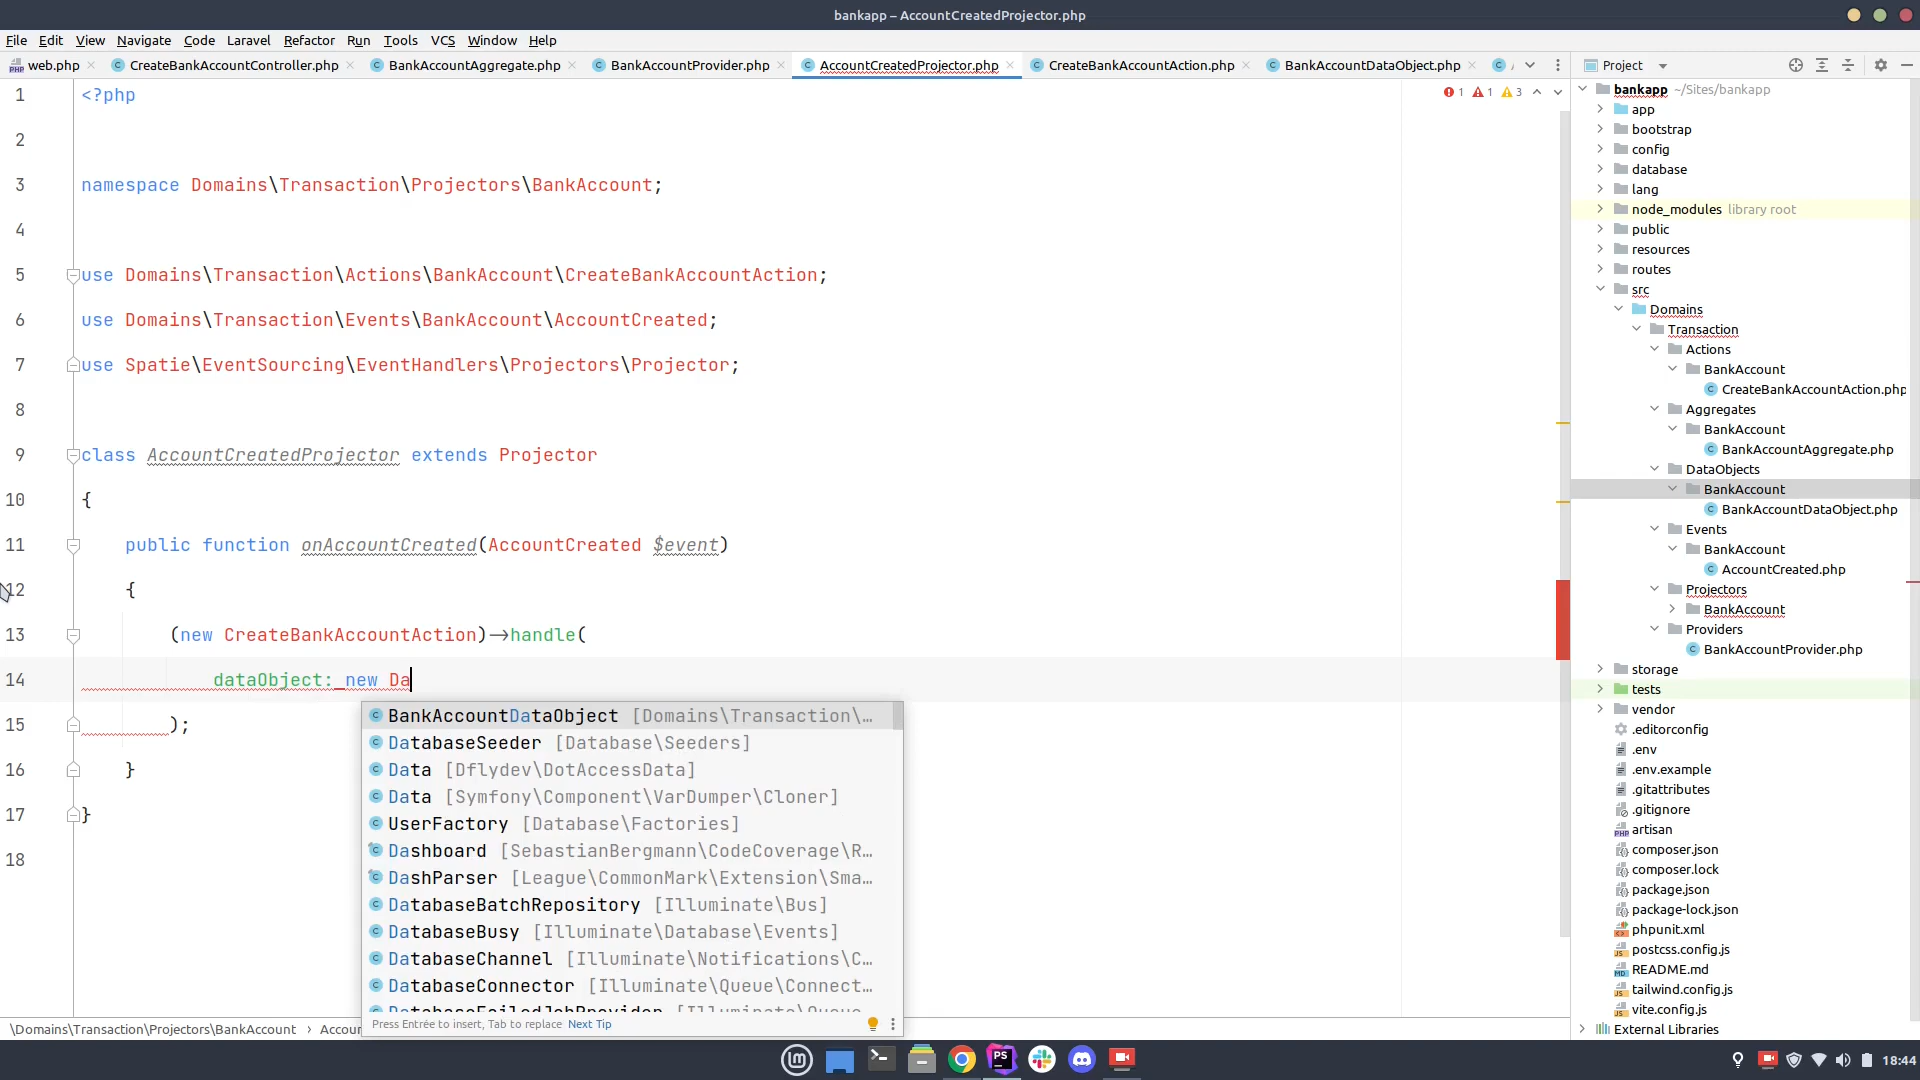 bankapp – AccountCreatedProjector.php
File Edit View Navigate Code Laravel Refactor Run Tools VCS Window Help
web.php CreateBankAccountController.php BankAccountAggregate.php BankAccountProvider.php AccountCreatedProjector.php CreateBankAccountAction.php BankAccountDataObject.php
Project
1 1 3
1 <?php
2
3 namespace Domains\Transaction\Projectors\BankAccount;
4
5 use Domains\Transaction\Actions\BankAccount\CreateBankAccountAction;
6 use Domains\Transaction\Events\BankAccount\AccountCreated;
7 use Spatie\EventSourcing\EventHandlers\Projectors\Projector;
8
9 class AccountCreatedProjector extends Projector
10 {
11 public function onAccountCreated(AccountCreated $event)
12 {
13 (new CreateBankAccountAction)->handle(
14 dataObject: new Da
15 );
16 }
17 }
18
BankAccountDataObject [Domains\Transaction\…
DatabaseSeeder [Database\Seeders]
Data [Dflydev\DotAccessData]
Data [Symfony\Component\VarDumper\Cloner]
UserFactory [Database\Factories]
Dashboard [SebastianBergmann\CodeCoverage\R…
DashParser [League\CommonMark\Extension\Sma…
DatabaseBatchRepository [Illuminate\Bus]
DatabaseBusy [Illuminate\Database\Events]
DatabaseChannel [Illuminate\Notifications\C…
DatabaseConnector [Illuminate\Queue\Connect…
DatabaseFailedJobProvider [Illuminate\Queue
Press Entrée to insert, Tab to replace Next Tip
bankapp ~/Sites/bankapp
app
bootstrap
config
database
lang
node_modules library root
public
resources
routes
src
Domains
Transaction
Actions
BankAccount
CreateBankAccountAction.php
Aggregates
BankAccount
BankAccountAggregate.php
DataObjects
BankAccount
BankAccountDataObject.php
Events
BankAccount
AccountCreated.php
Projectors
BankAccount
Providers
BankAccountProvider.php
storage
tests
vendor
.editorconfig
.env
.env.example
.gitattributes
.gitignore
artisan
composer.json
composer.lock
package.json
package-lock.json
phpunit.xml
postcss.config.js
README.md
tailwind.config.js
vite.config.js
External Libraries
\Domains\Transaction\Projectors\BankAccount › Accour
PS
18:44